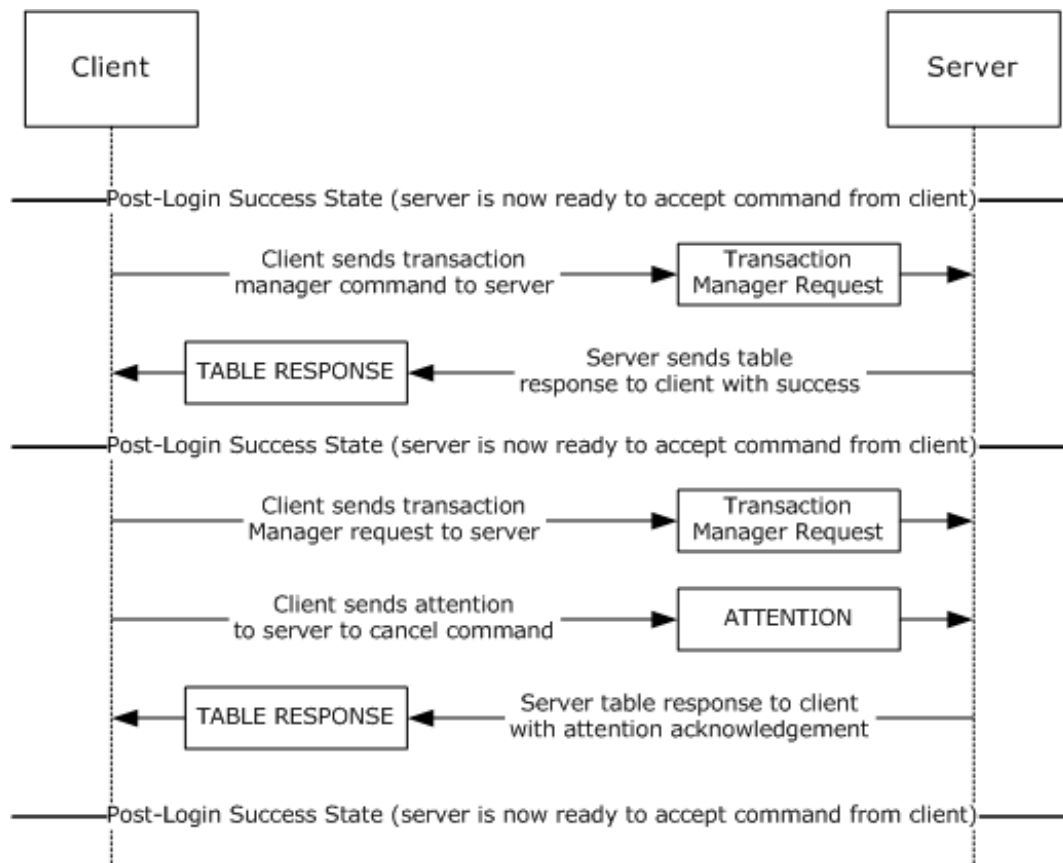 Client
Server
Post-Login Success State (server is now ready to accept command from client)
Client sends transaction
manager command to server
Transaction
Manager Request
TABLE RESPONSE
Server sends table
response to client with success
Post-Login Success State (server is now ready to accept command from client)
Client sends transaction
Manager request to server
Transaction
Manager Request
Client sends attention
to server to cancel command
ATTENTION
TABLE RESPONSE
Server table response to client
with attention acknowledgement
Post-Login Success State (server is now ready to accept command from client)